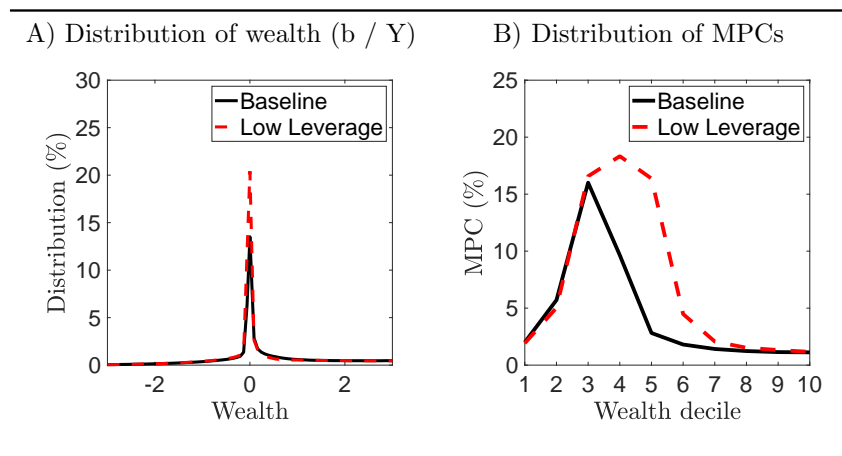 A) Distribution of wealth (b / Y)
30
25
20
15
10
5
0
Distribution (%)
Baseline
Low Leverage
-2
0
2
Wealth
B) Distribution of MPCs
25
20
15
10
5
0
MPC (%)
Baseline
Low Leverage
1 2 3 4 5 6 7 8 9 10
Wealth decile